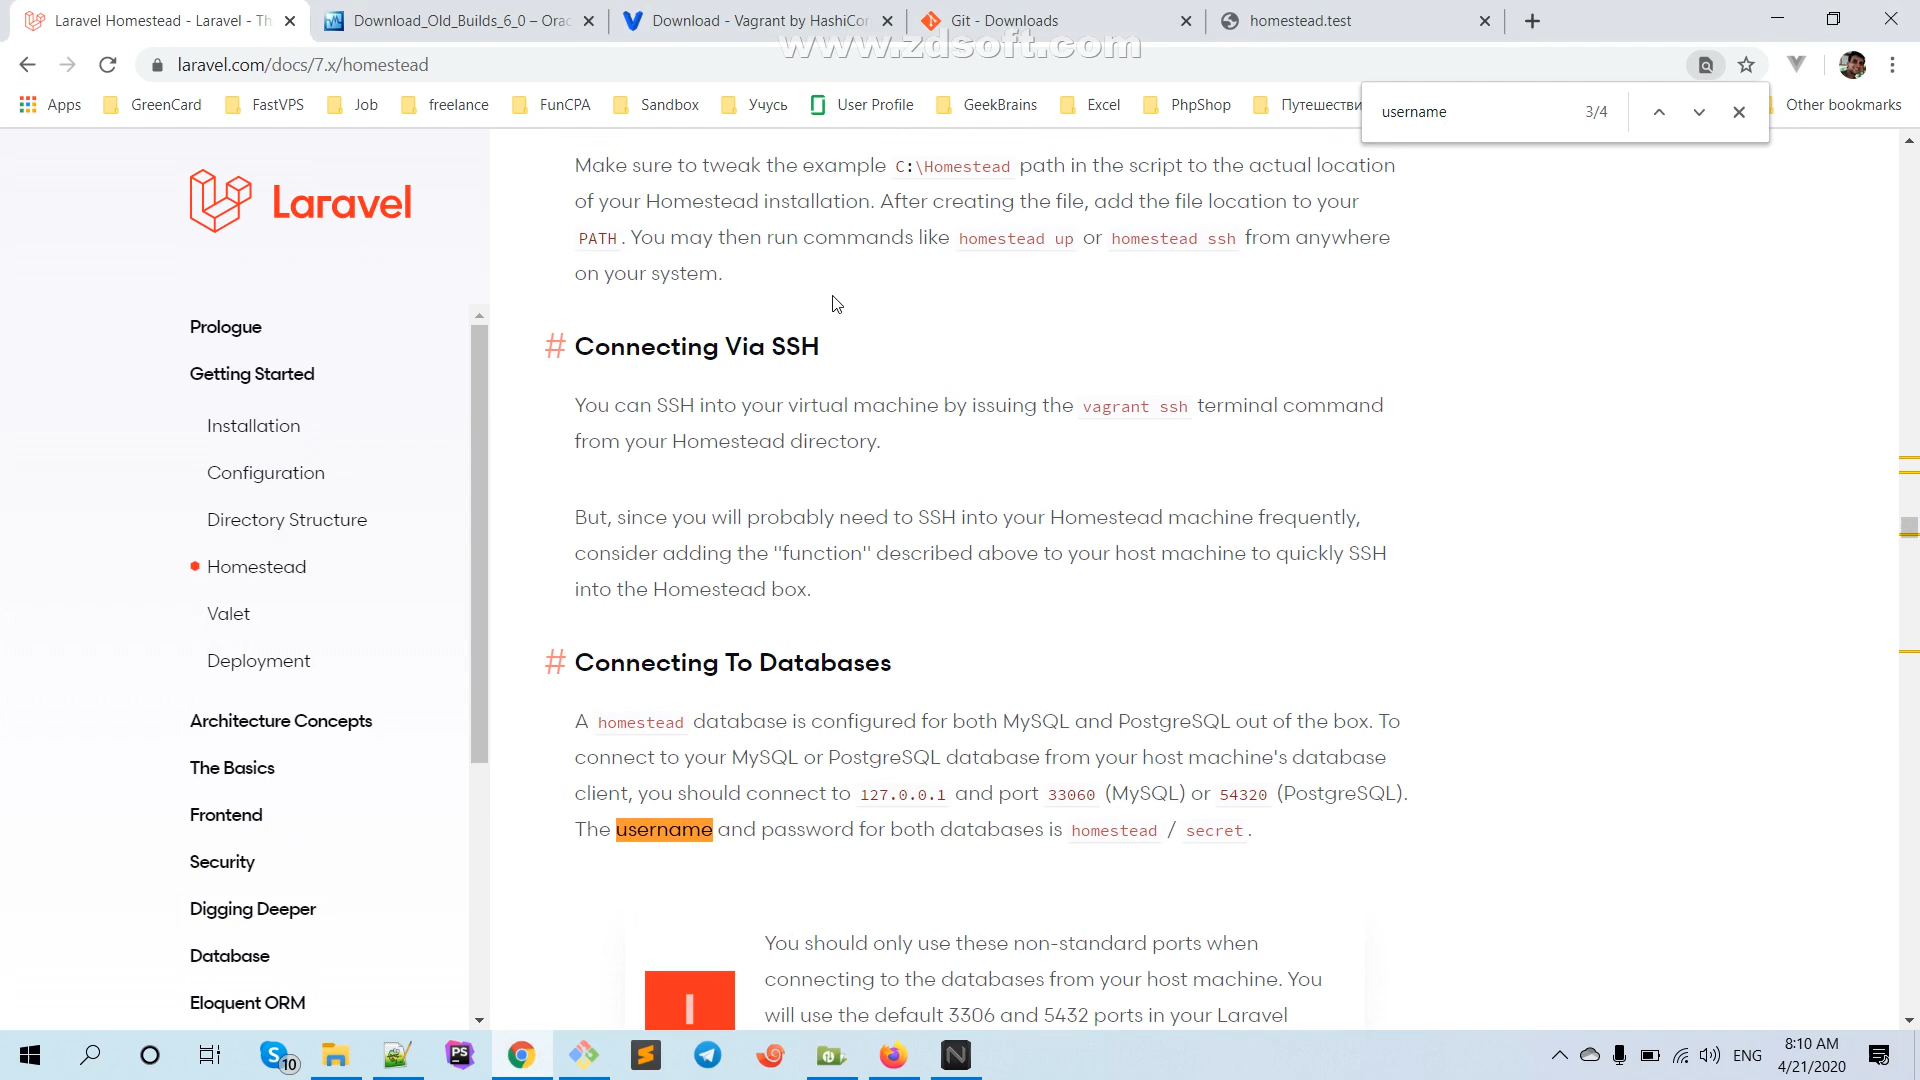 Laravel Homestead - Laravel - Th
Download_Old_Builds_6_0 – Orac
Download - Vagrant by HashiCor
Git - Downloads
homestead.test
www.zdsoft.com
laravel.com/docs/7.x/homestead
Apps
GreenCard
FastVPS
Job
freelance
FunCPA
Sandbox
Учусь
User Profile
GeekBrains
Excel
PhpShop
Путешестви
Other bookmarks
username 3/4
Laravel
Prologue
Getting Started
Installation
Configuration
Directory Structure
Homestead
Valet
Deployment
Architecture Concepts
The Basics
Frontend
Security
Digging Deeper
Database
Eloquent ORM
Make sure to tweak the example C:\Homestead path in the script to the actual location
of your Homestead installation. After creating the file, add the file location to your
PATH. You may then run commands like homestead up or homestead ssh from anywhere
on your system.
# Connecting Via SSH
You can SSH into your virtual machine by issuing the vagrant ssh terminal command
from your Homestead directory.
But, since you will probably need to SSH into your Homestead machine frequently,
consider adding the "function" described above to your host machine to quickly SSH
into the Homestead box.
# Connecting To Databases
A homestead database is configured for both MySQL and PostgreSQL out of the box. To
connect to your MySQL or PostgreSQL database from your host machine's database
client, you should connect to 127.0.0.1 and port 33060 (MySQL) or 54320 (PostgreSQL).
The username and password for both databases is homestead / secret.
You should only use these non-standard ports when
connecting to the databases from your host machine. You
will use the default 3306 and 5432 ports in your Laravel
10
PS
ENG
8:10 AM
4/21/2020